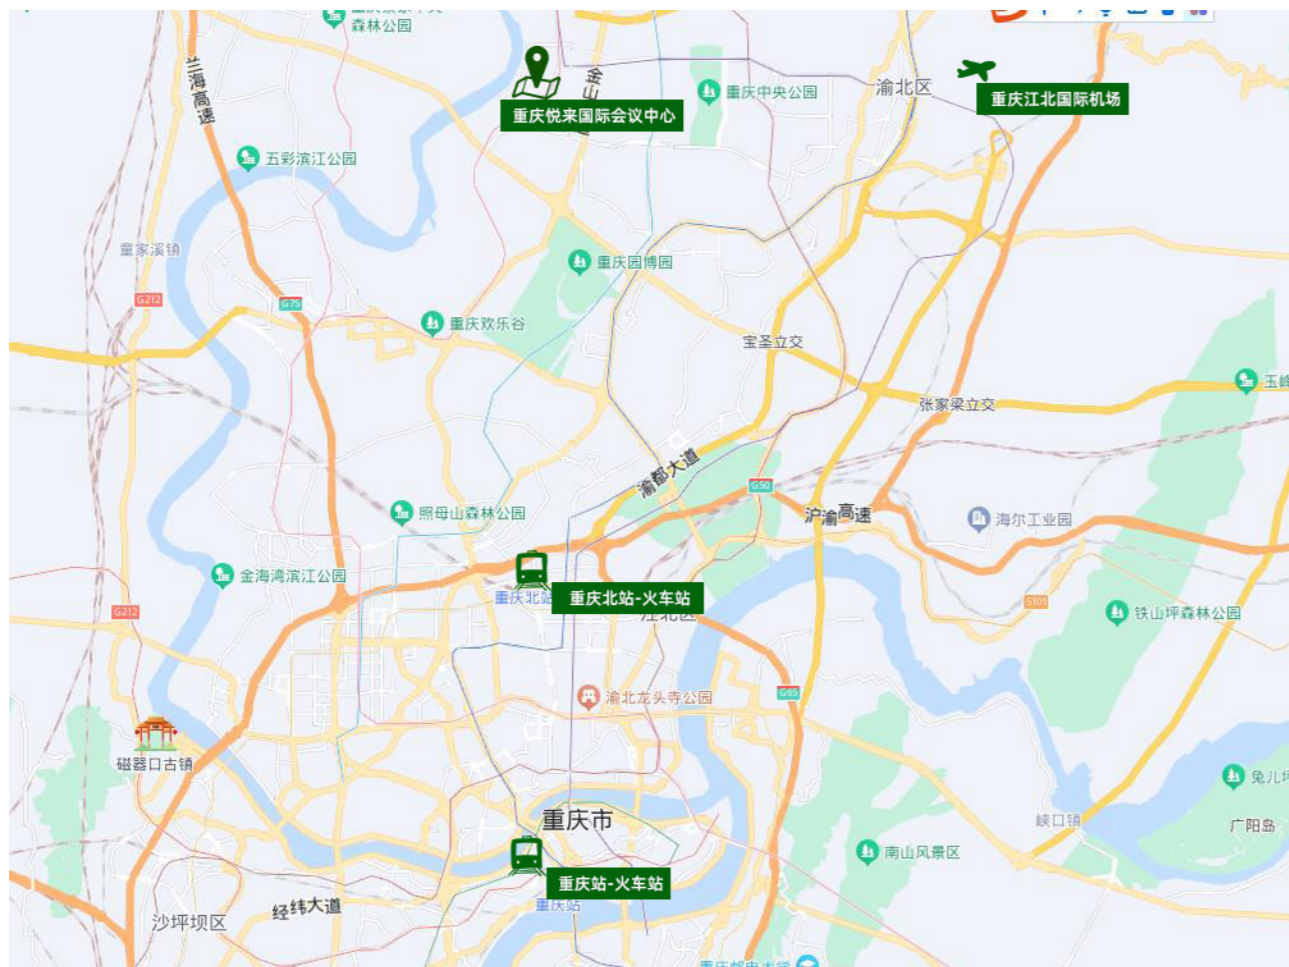 森林公园
兰海高速
金山
重庆悦来国际会议中心
重庆中央公园
渝北区
重庆江北国际机场
五彩滨江公园
童家溪镇
重庆园博园
G212
G75
重庆欢乐谷
宝圣立交
玉峰
张家梁立交
渝都大道
G50
沪渝高速
海尔工业园
照母山森林公园
金海湾滨江公园
重庆北站
重庆北站-火车站
江北区
G212
S101
铁山坪森林公园
渝北龙头寺公园
G65
磁器口古镇
重庆市
兔儿坪
峡口镇
广阳岛
南山风景区
重庆站-火车站
重庆站
经纬大道
沙坪坝区